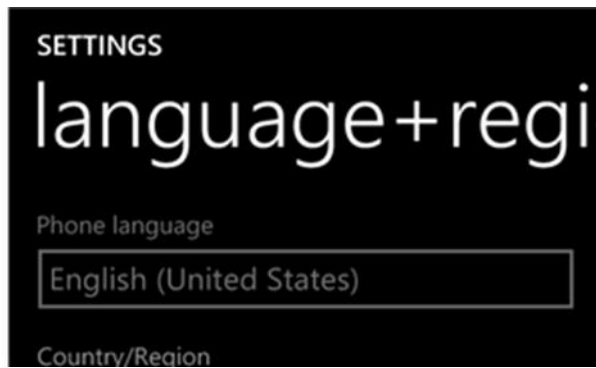 SETTINGS
language+regi
Phone language
English (United States)
Country/Region